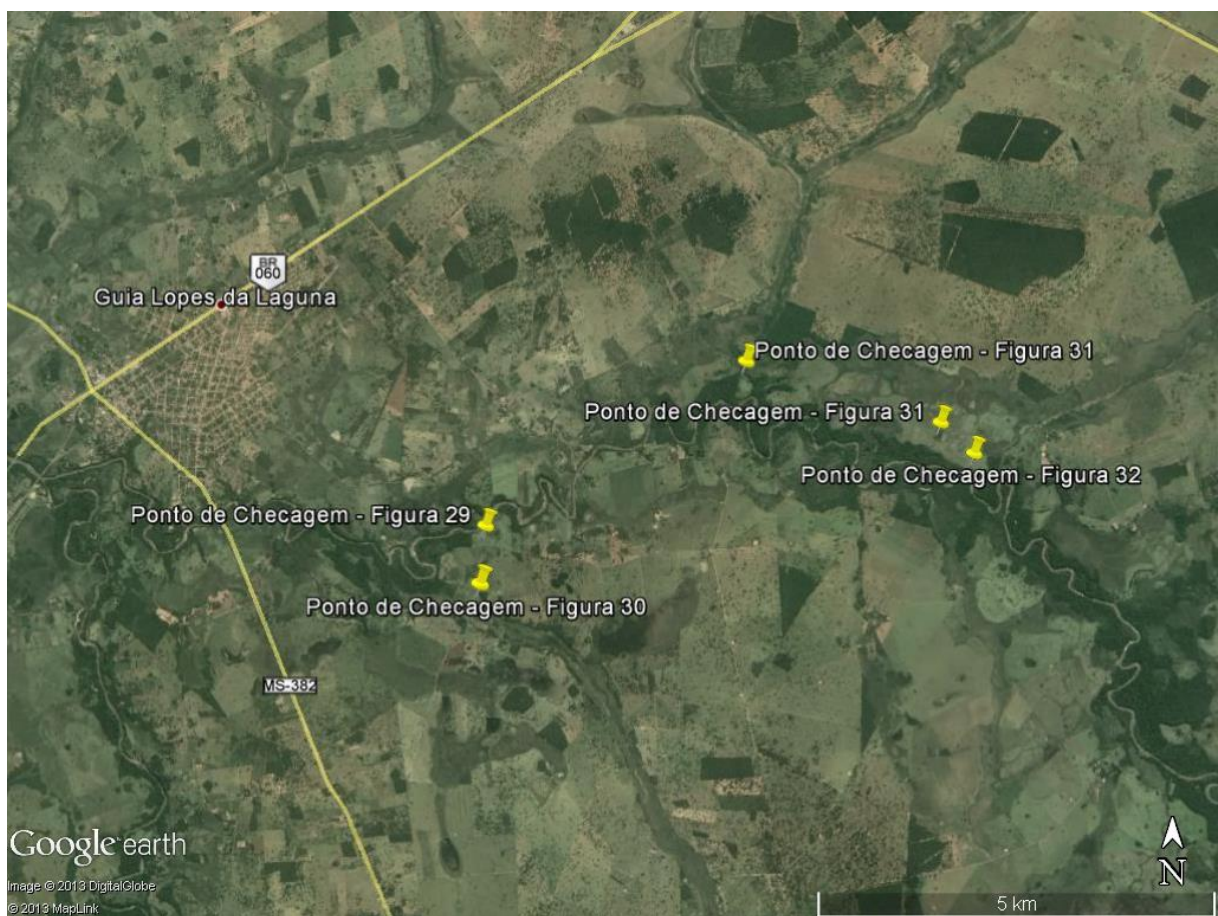 BR
060
Guia Lopes da Laguna
Ponto de Checagem - Figura 31
Ponto de Checagem - Figura 31
Ponto de Checagem - Figura 32
Ponto de Checagem - Figura 29
Ponto de Checagem - Figura 30
MS-382
Google earth
Image © 2013 DigitalGlobe
© 2013 MapLink
N
5 km